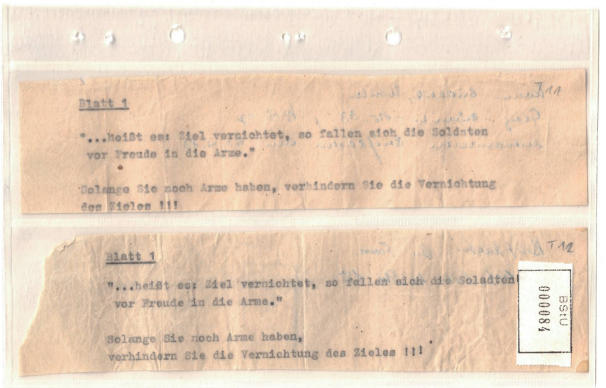 T 11
Blatt 1
"...heißt es: Ziel vernichtet, so fallen sich die Soldaten
vor Freude in die Arme."
Solange Sie noch Arme haben, verhindern Sie die Vernichtung
des Zieles !!!
T 12
Blatt 1
"...heißt es: Ziel vernichtet, so fallen sich die Soladten
vor Freude in die Arme."
Solange Sie noch Arme haben,
verhindern Sie die Vernichtung des Zieles !!!
BStU
000084